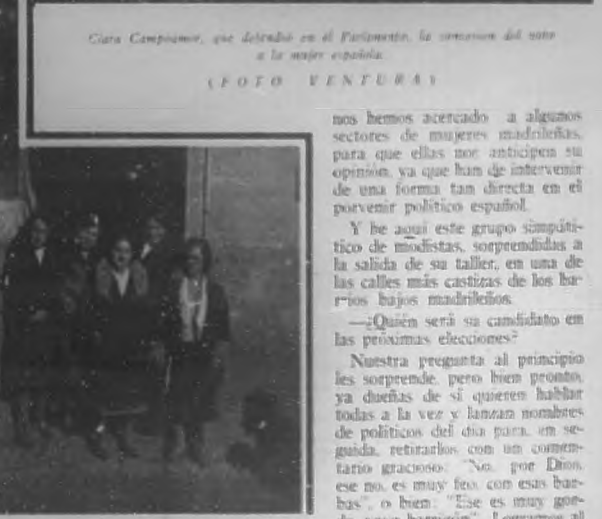 Clara Campoamor, que defendió en el Parlamento, la concesion del voto
a la mujer española.
(FOTO VENTURA)
nos hemos acercado a algunos
sectores de mujeres madrileñas,
para que ellas nos anticipen su
opinión, ya que han de intervenir
de una forma tan directa en el
porvenir político español.
Y he aquí este grupo simpáti-
tico de modistas, sorprendidas a
la salida de su taller, en una de
las calles más castizas de los ba-
rrios bajos madrileños.
—¿Quién será su candidato en
las próximas elecciones?
Nuestra pregunta al principio
les sorprende, pero bien pronto,
ya dueñas de sí quieren hablar
todas a la vez y lanzan nombres
de políticos del día para, en se-
guida, retirarlos con un comen-
tario gracioso. "No, por Dios,
ese no, es muy feo, con esas bar-
bas", o bien: "Ese es muy gor-